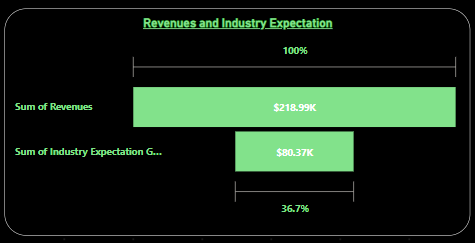 Revenues and Industry Expectation
100%
Sum of Revenues
$218.99K
Sum of Industry Expectation G...
$80.37K
36.7%